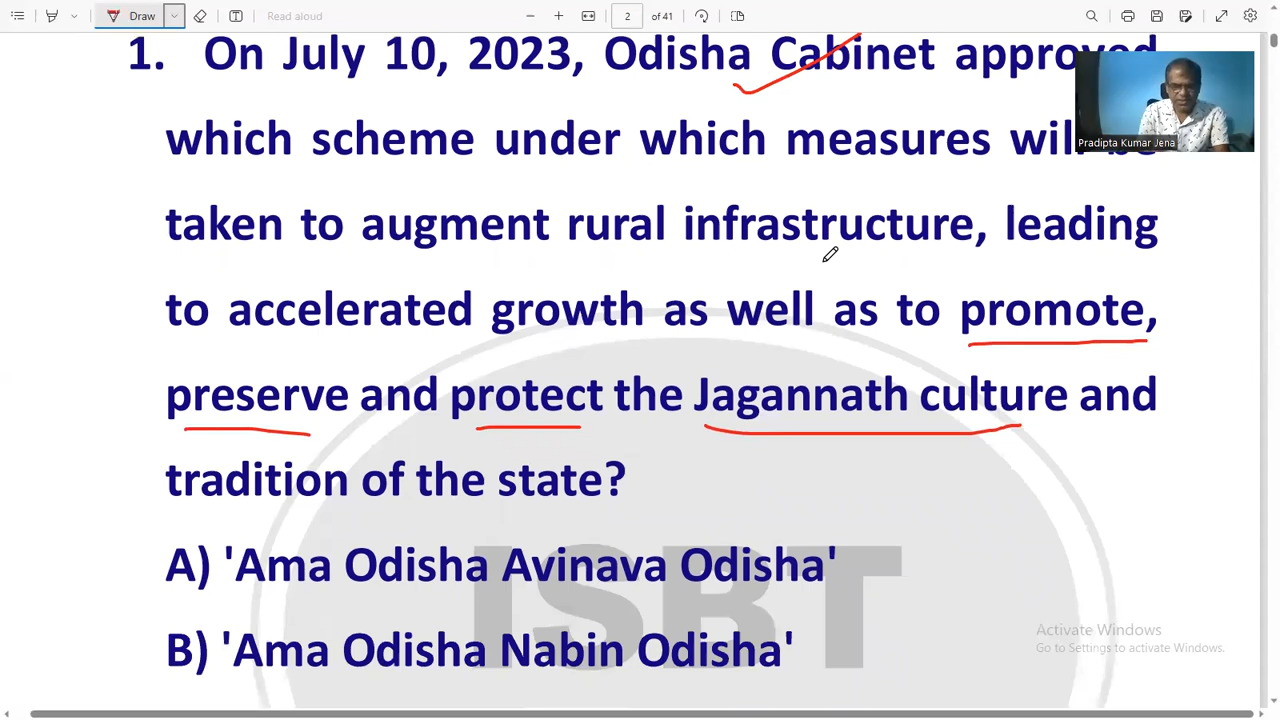 Draw
Read aloud
2 of 41
1. On July 10, 2023, Odisha Cabinet approved
which scheme under which measures will be
taken to augment rural infrastructure, leading
to accelerated growth as well as to promote,
preserve and protect the Jagannath culture and
tradition of the state?
A) 'Ama Odisha Avinava Odisha'
B) 'Ama Odisha Nabin Odisha'
Pradipta Kumar Jena
ISBT
Activate Windows
Go to Settings to activate Windows.